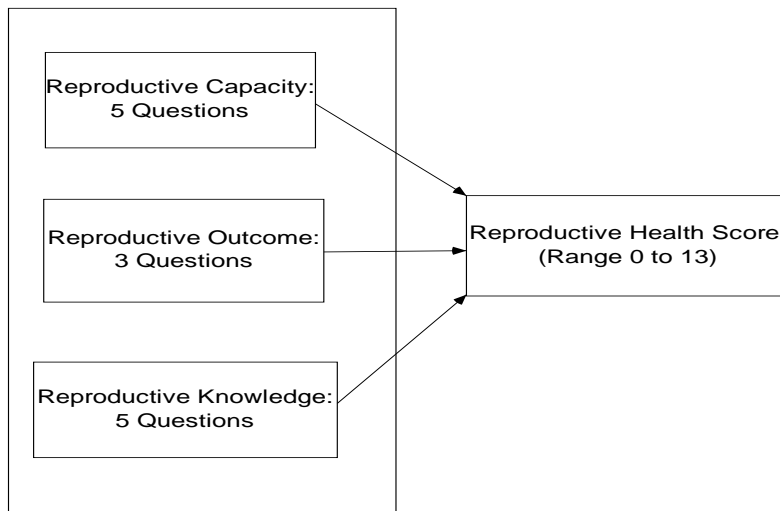 Reproductive Capacity:
5 Questions
Reproductive Outcome:
3 Questions
Reproductive Knowledge:
5 Questions
Reproductive Health Score
(Range 0 to 13)